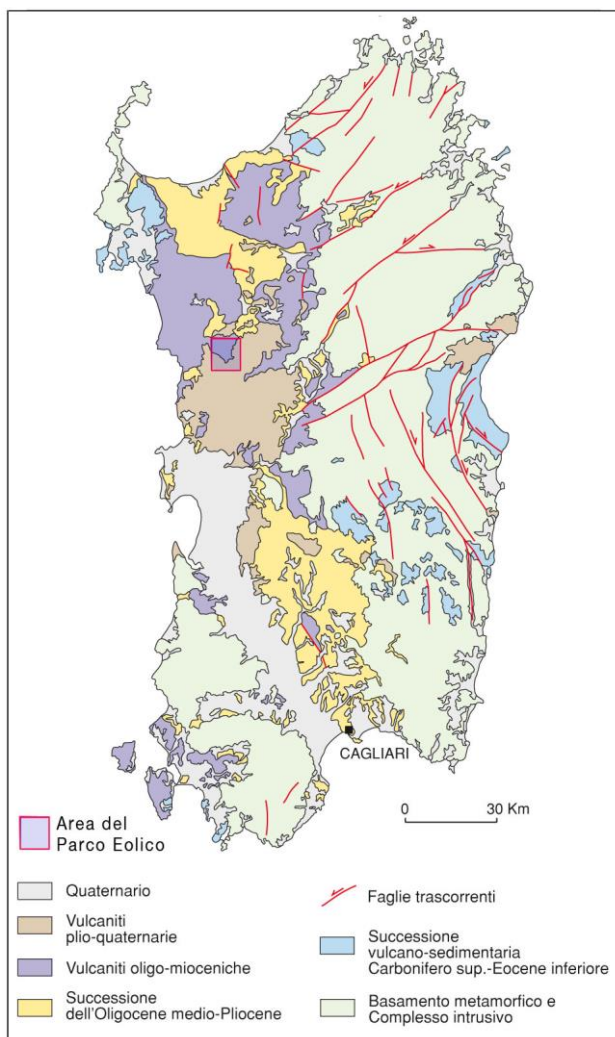 CAGLIARI
0 30 Km
Area del
Parco Eolico
Quaternario
Vulcaniti
plio-quaternarie
Vulcaniti oligo-mioceniche
Successione
dell'Oligocene medio-Pliocene
Faglie trascorrenti
Successione
vulcano-sedimentaria
Carbonifero sup.-Eocene inferiore
Basamento metamorfico e
Complesso intrusivo